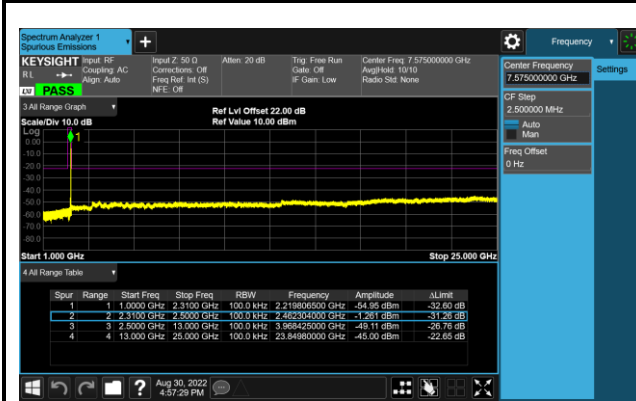 Spectrum Analyzer 1
Spurious Emissions
Frequency
KEYSIGHT
Input: RF
Input Z: 50 Ω
Atten: 20 dB
Trig: Free Run
Center Freq: 7.575000000 GHz
RL
Coupling: AC
Corrections: Off
Gate: Off
Avg|Hold: 10/10
Align: Auto
Freq Ref: Int (S)
IF Gain: Low
Radio Std: None
NFE: Off
LXI
PASS
Center Frequency
7.575000000 GHz
Settings
CF Step
2.500000 MHz
Auto
Man
Freq Offset
0 Hz
3 All Range Graph
Ref Lvl Offset 22.00 dB
Scale/Div 10.0 dB
Ref Value 10.00 dBm
Log
1
0.00
-10.0
-20.0
-30.0
-40.0
-50.0
-60.0
-70.0
-80.0
Start 1.000 GHz
Stop 25.000 GHz
4 All Range Table
Spur Range Start Freq Stop Freq RBW Frequency Amplitude ΔLimit
1 1 1.0000 GHz 2.3100 GHz 100.0 kHz 2.219806500 GHz -54.95 dBm -32.60 dB
2 2 2.3100 GHz 2.5000 GHz 100.0 kHz 2.462304000 GHz -1.261 dBm -31.26 dB
3 3 2.5000 GHz 13.000 GHz 100.0 kHz 3.968425000 GHz -49.11 dBm -26.76 dB
4 4 13.000 GHz 25.000 GHz 100.0 kHz 23.84980000 GHz -45.00 dBm -22.65 dB
?
Aug 30, 2022
4:57:29 PM